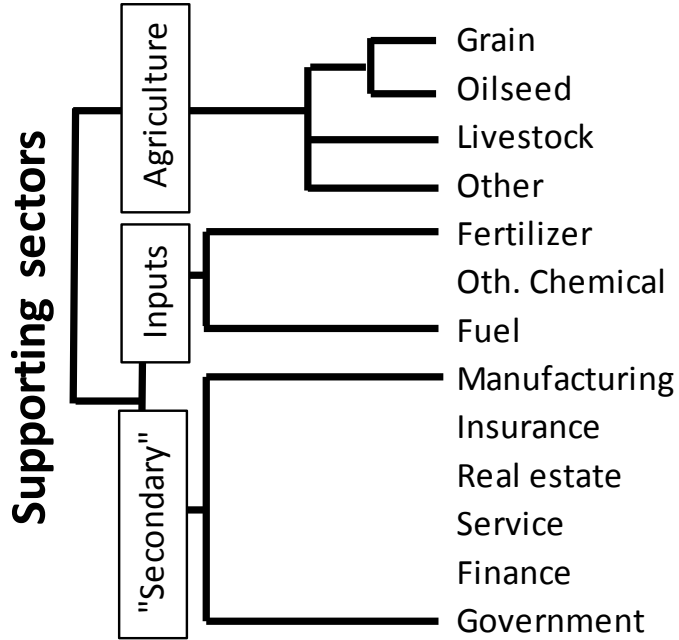 Supporting sectors
Agriculture
Grain
Oilseed
Livestock
Other
Inputs
Fertilizer
Oth. Chemical
Fuel
"Secondary"
Manufacturing
Insurance
Real estate
Service
Finance
Government